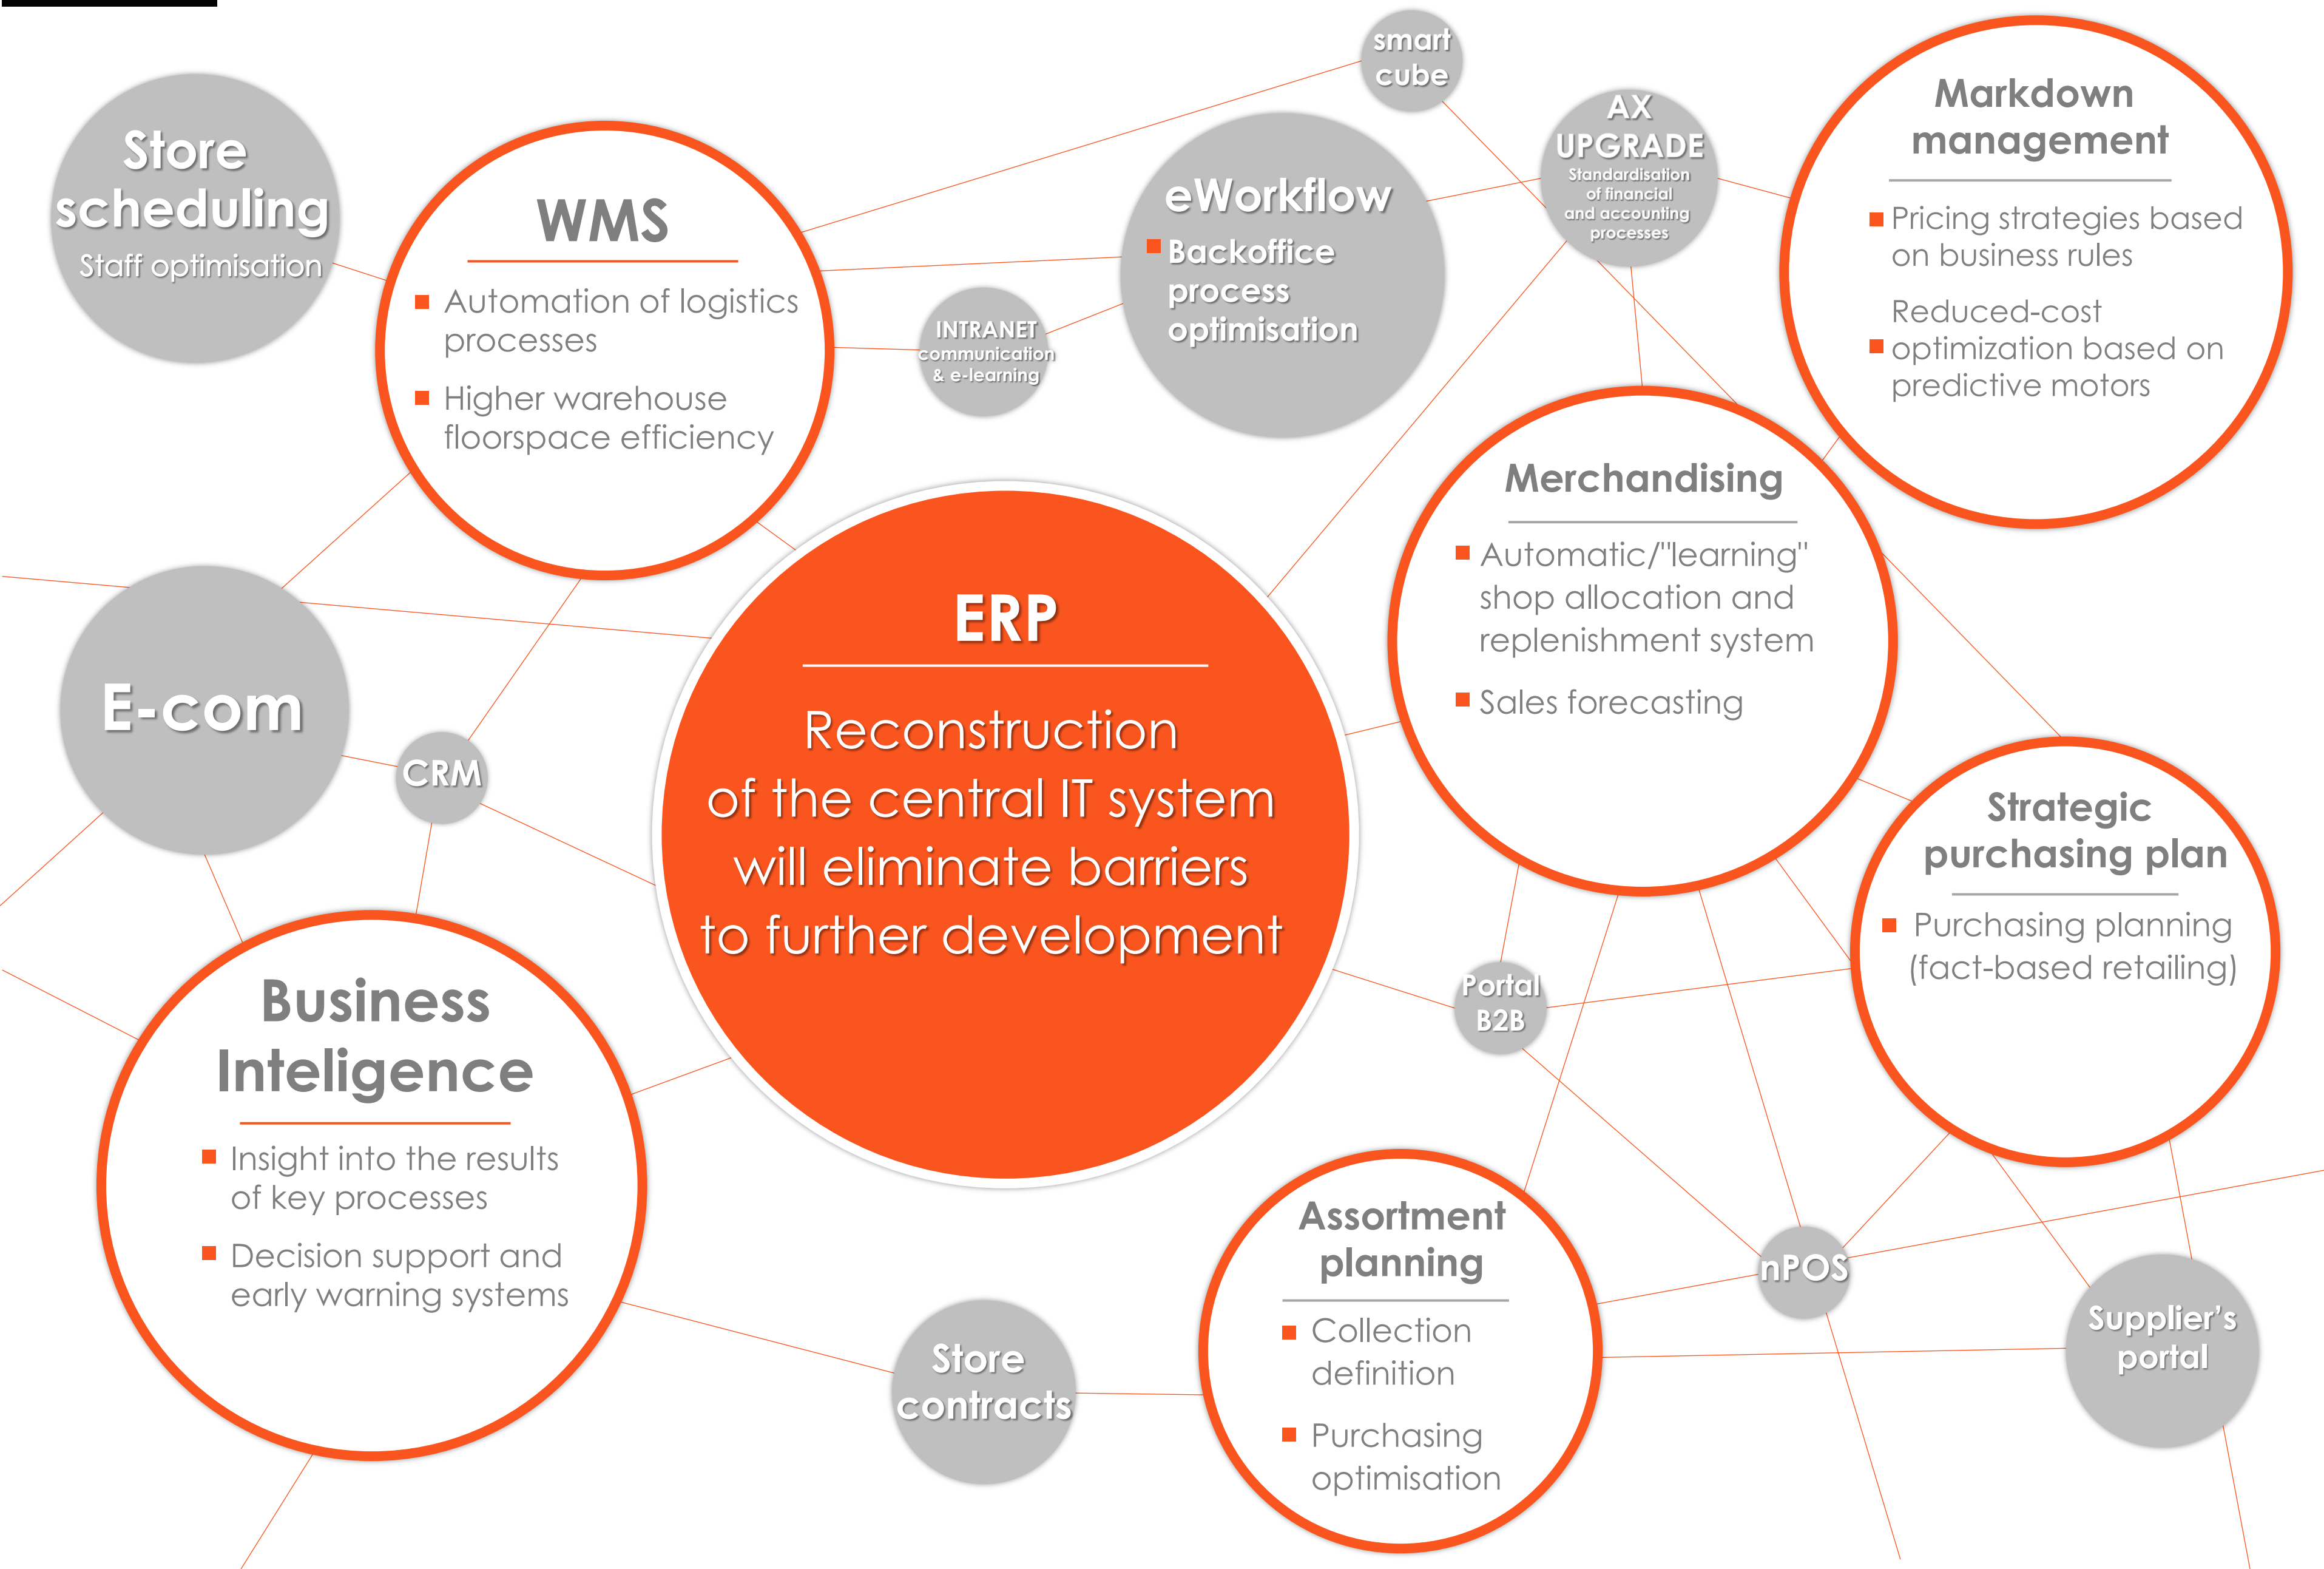 smart
cube
Store
scheduling
Staff optimisation
WMS
Automation of logistics
processes
Higher warehouse
floorspace efficiency
INTRANET
communication
& e-learning
eWorkflow
Backoffice
process
optimisation
AX
UPGRADE
Standardisation
of financial
and accounting
processes
Markdown
management
Pricing strategies based
on business rules
Reduced-cost
optimization based on
predictive motors
Merchandising
Automatic/"learning"
shop allocation and
replenishment system
Sales forecasting
ERP
Reconstruction
of the central IT system
will eliminate barriers
to further development
E-com
CRM
Strategic
purchasing plan
Purchasing planning
(fact-based retailing)
Portal
B2B
Business
Inteligence
Insight into the results
of key processes
Decision support and
early warning systems
Store
contracts
Assortment
planning
Collection
definition
Purchasing
optimisation
nPOS
Supplier’s
portal